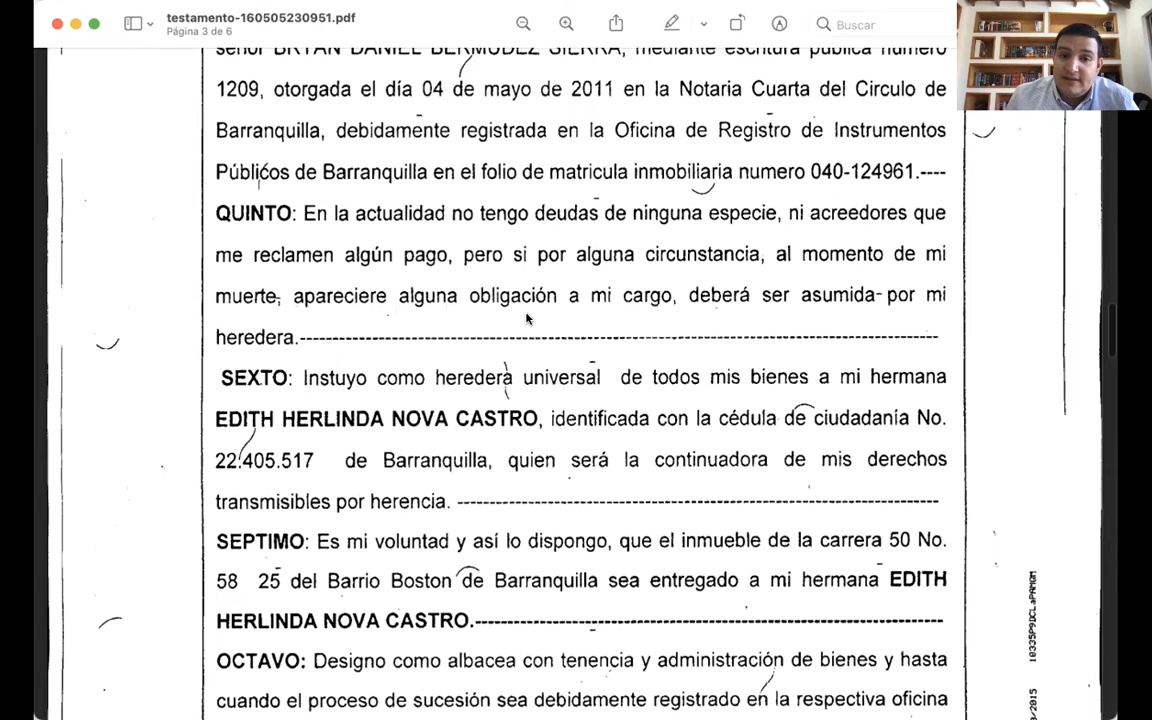 testamento-160505230951.pdf
Página 3 de 6
Buscar
señor BRYAN DANIEL BERMUDEZ SIERRA, mediante escritura pública numero
1209, otorgada el día 04 de mayo de 2011 en la Notaria Cuarta del Circulo de
Barranquilla, debidamente registrada en la Oficina de Registro de Instrumentos
Públicos de Barranquilla en el folio de matricula inmobiliaria numero 040-124961.----
QUINTO: En la actualidad no tengo deudas de ninguna especie, ni acreedores que
me reclamen algún pago, pero si por alguna circunstancia, al momento de mi
muerte, apareciere alguna obligación a mi cargo, deberá ser asumida por mi
heredera.--------------------------------------------------------------------------------
SEXTO: Instuyo como heredera universal de todos mis bienes a mi hermana
EDITH HERLINDA NOVA CASTRO, identificada con la cédula de ciudadanía No.
22.405.517 de Barranquilla, quien será la continuadora de mis derechos
transmisibles por herencia. ------------------------------------------------------------
SEPTIMO: Es mi voluntad y así lo dispongo, que el inmueble de la carrera 50 No.
58 25 del Barrio Boston de Barranquilla sea entregado a mi hermana EDITH
HERLINDA NOVA CASTRO.----------------------------------------------------------
OCTAVO: Designo como albacea con tenencia y administración de bienes y hasta
cuando el proceso de sucesión sea debidamente registrado en la respectiva oficina